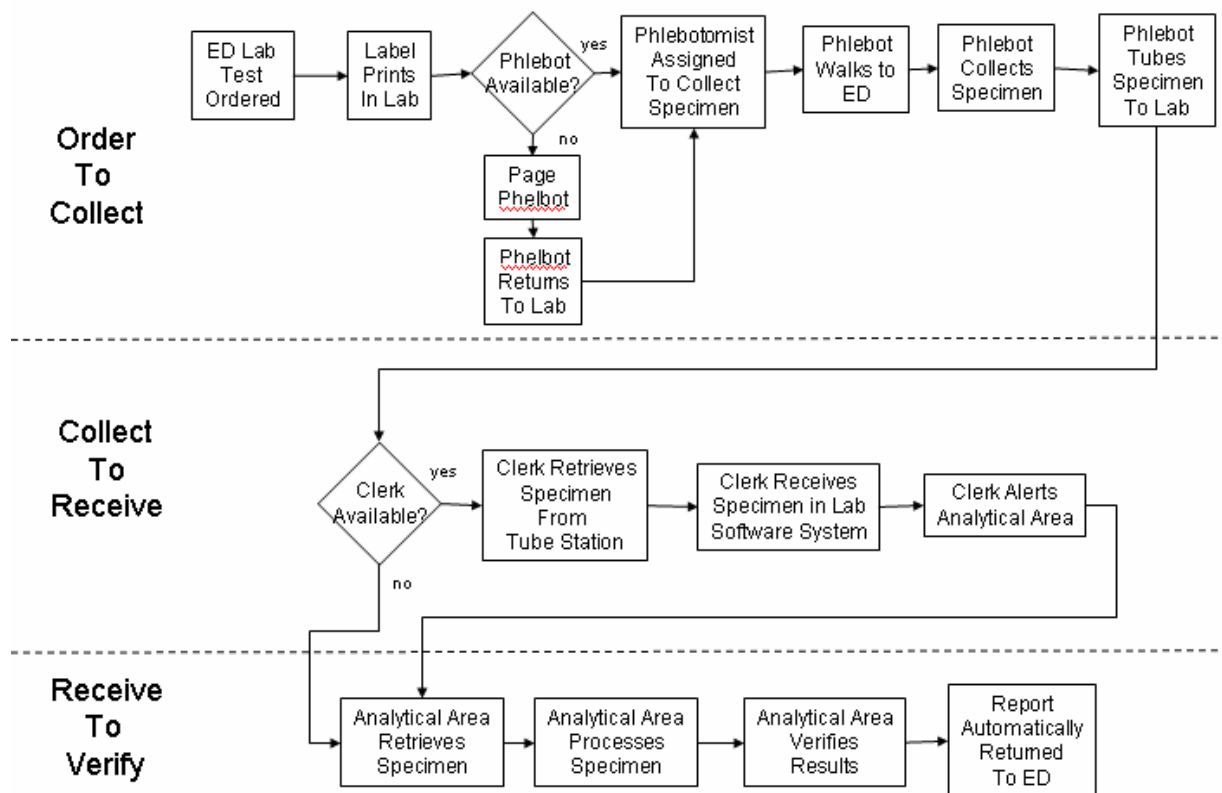 Order
To
Collect
ED Lab
Test
Ordered
Label
Prints
In Lab
Phlebot
Available?
yes
no
Page
Phelbot
Phelbot
Returns
To Lab
Phlebotomist
Assigned
To Collect
Specimen
Phlebot
Walks to
ED
Phlebot
Collects
Specimen
Phlebot
Tubes
Specimen
To Lab
Collect
To
Receive
Clerk
Available?
yes
no
Clerk Retrieves
Specimen
From
Tube Station
Clerk Receives
Specimen in Lab
Software System
Clerk Alerts
Analytical Area
Receive
To
Verify
Analytical Area
Retrieves
Specimen
Analytical Area
Processes
Specimen
Analytical Area
Verifies
Results
Report
Automatically
Returned
To ED